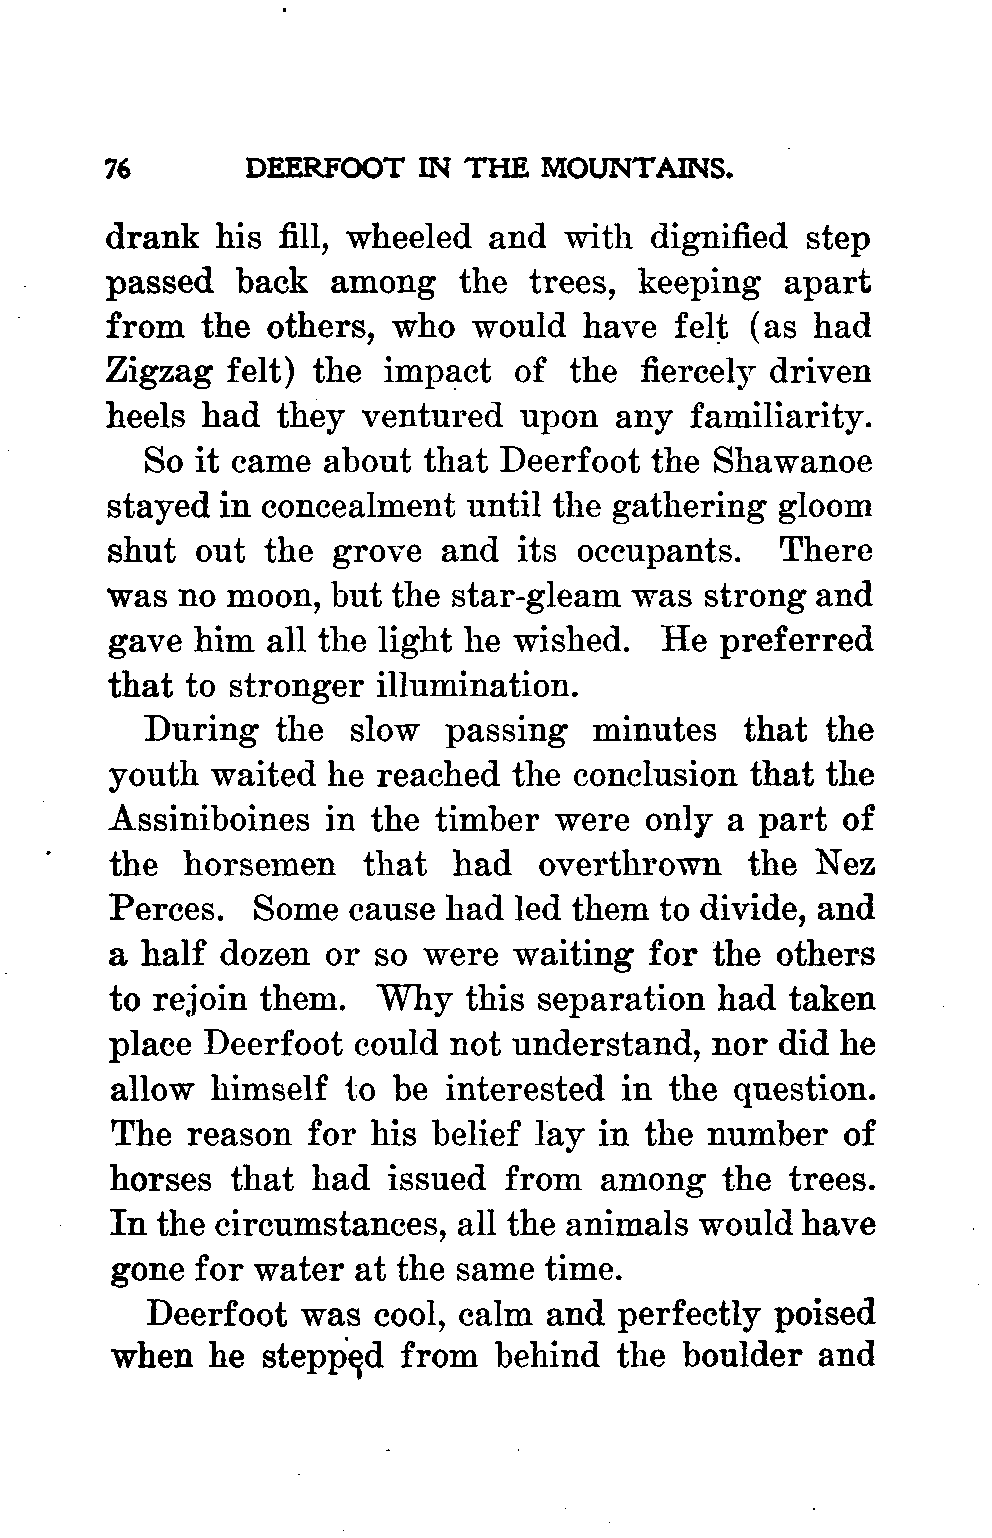 76 DEERFOOT IN THE MOUNTAINS.
drank his fill, wheeled and with dignified step
passed back among the trees, keeping apart
from the others, who would have felt (as had
Zigzag felt) the impact of the fiercely driven
heels had they ventured upon any familiarity.
So it came about that Deerfoot the Shawanoe
stayed in concealment until the gathering gloom
shut out the grove and its occupants. There
was no moon, but the star-gleam was strong and
gave him all the light he wished. He preferred
that to stronger illumination.
During the slow passing minutes that the
youth waited he reached the conclusion that the
Assiniboines in the timber were only a part of
the horsemen that had overthrown the Nez
Perces. Some cause had led them to divide, and
a half dozen or so were waiting for the others
to rejoin them. Why this separation had taken
place Deerfoot could not understand, nor did he
allow himself to be interested in the question.
The reason for his belief lay in the number of
horses that had issued from among the trees.
In the circumstances, all the animals would have
gone for water at the same time.
Deerfoot was cool, calm and perfectly poised
when he stepped from behind the boulder and